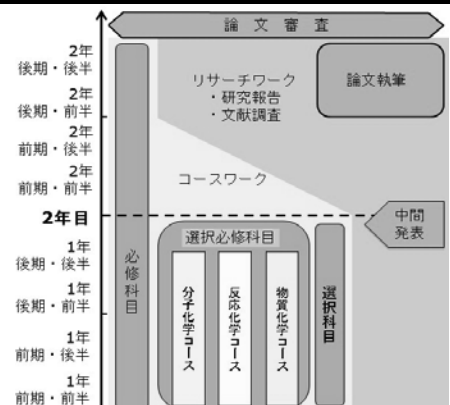 論文審査
2年
後期・後半
2年
後期・前半
2年
前期・後半
2年
前期・前半
2年目
1年
後期・後半
1年
後期・前半
1年
前期・後半
1年
前期・前半
必修科目
リサーチワーク
・研究報告
・文献調査
論文執筆
コースワーク
中間
発表
選択必修科目
分子化学コース
反応化学コース
物質化学コース
選択科目